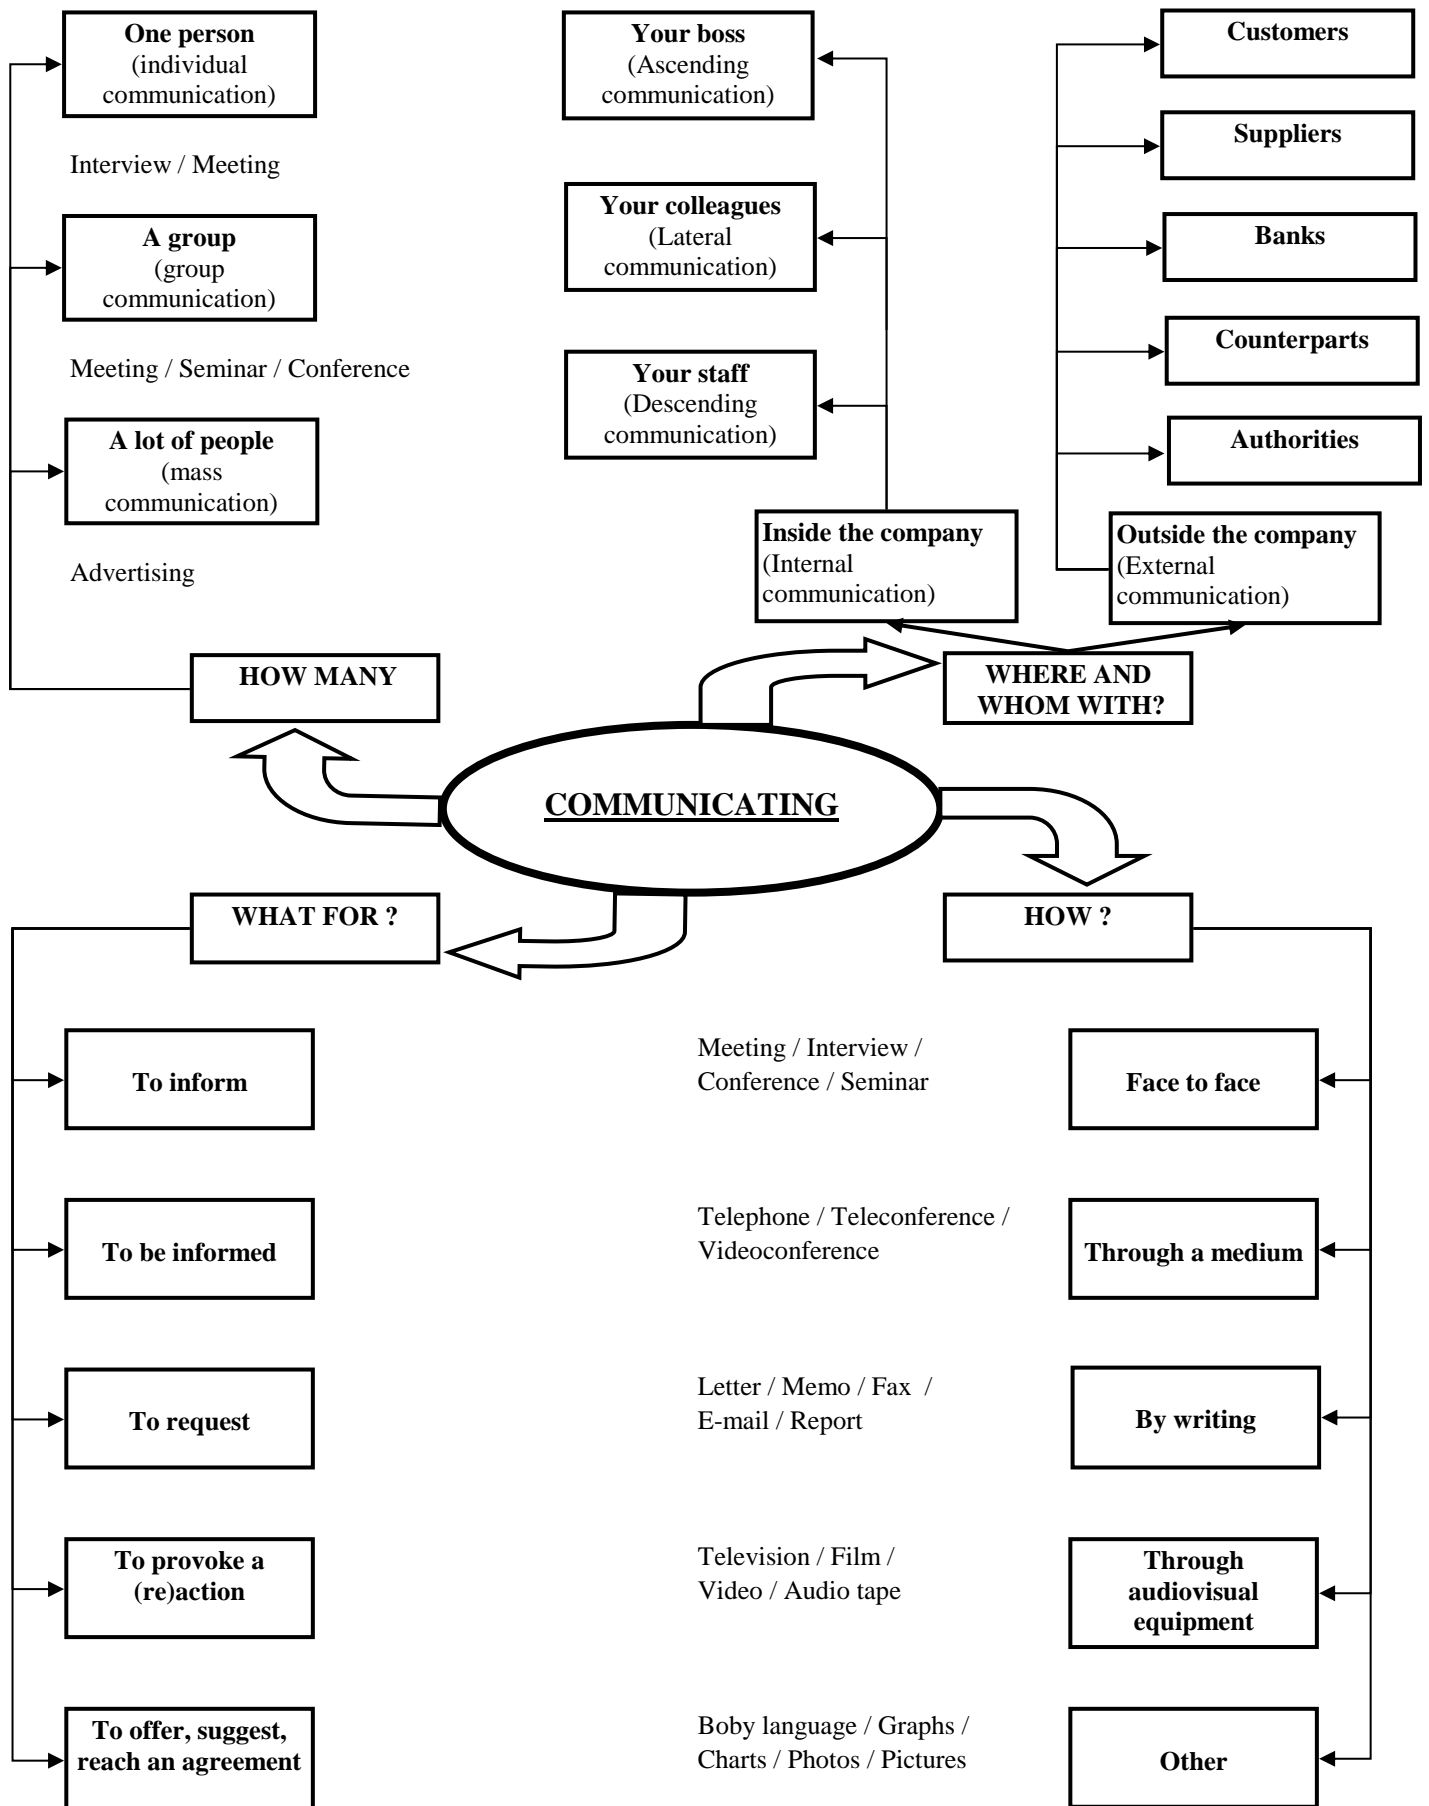 One person
(individual
communication)
Interview / Meeting
A group
(group
communication)
Meeting / Seminar / Conference
A lot of people
(mass
communication)
Advertising
HOW MANY
Your boss
(Ascending
communication)
Your colleagues
(Lateral
communication)
Your staff
(Descending
communication)
Inside the company
(Internal
communication)
Customers
Suppliers
Banks
Counterparts
Authorities
Outside the company
(External
communication)
WHERE AND
WHOM WITH?
COMMUNICATING
WHAT FOR ?
To inform
To be informed
To request
To provoke a
(re)action
To offer, suggest,
reach an agreement
HOW ?
Meeting / Interview /
Conference / Seminar
Face to face
Telephone / Teleconference /
Videoconference
Through a medium
Letter / Memo / Fax  /
E-mail / Report
By writing
Television / Film /
Video / Audio tape
Through
audiovisual
equipment
Boby language / Graphs /
Charts / Photos / Pictures
Other